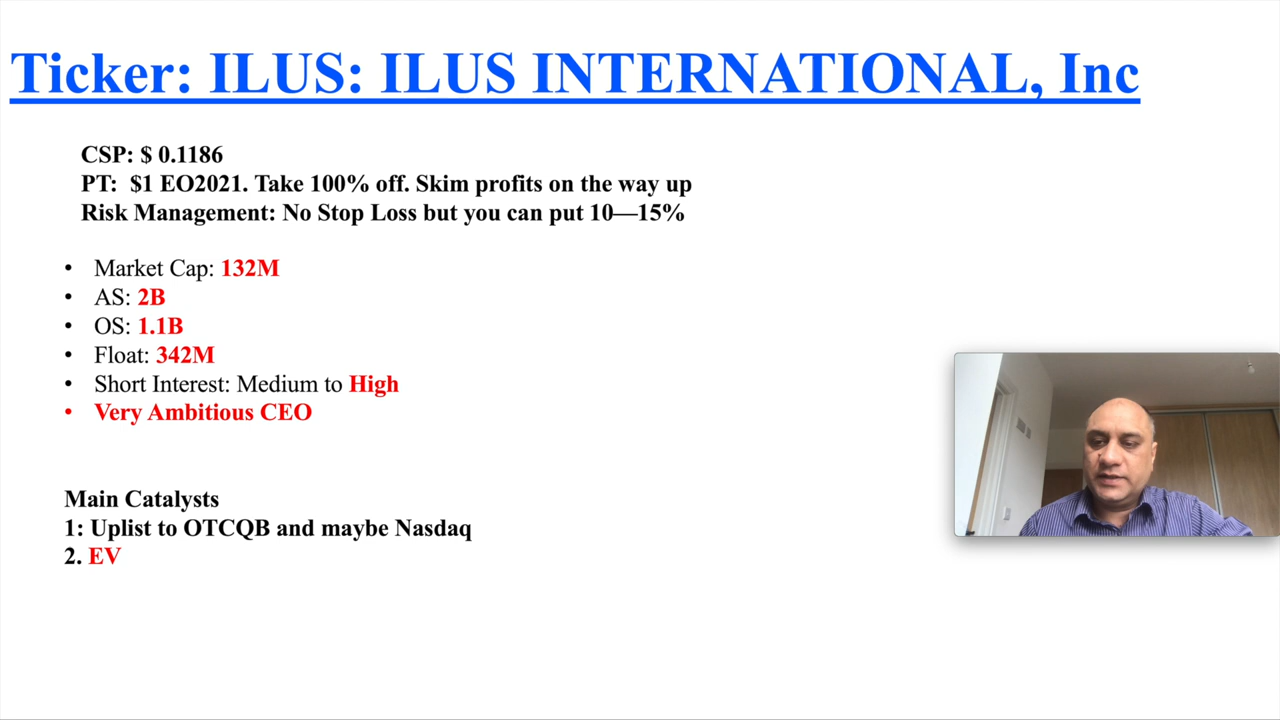 Ticker: ILUS: ILUS INTERNATIONAL, Inc
CSP: $ 0.1186
PT: $1 EO2021. Take 100% off. Skim profits on the way up
Risk Management: No Stop Loss but you can put 10—15%
• Market Cap: 132M
• AS: 2B
• OS: 1.1B
• Float: 342M
• Short Interest: Medium to High
• Very Ambitious CEO
Main Catalysts
1: Uplist to OTCQB and maybe Nasdaq
2. EV